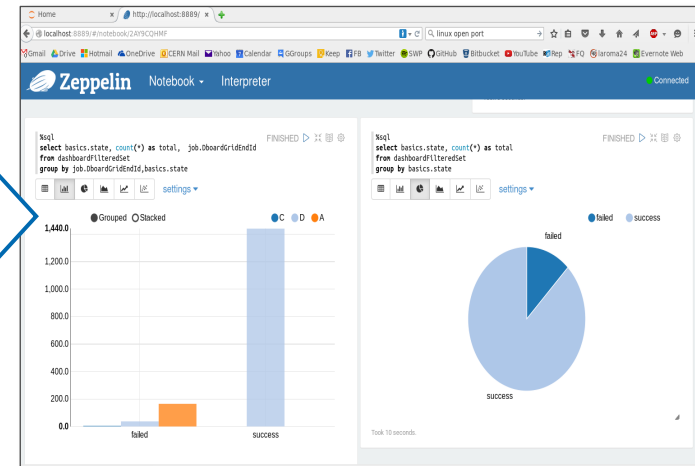 Home
http://localhost:8889/
localhost:8889/#/notebook/2AY9CQHMF
linux open port
Gmail Drive Hotmail OneDrive CERN Mail Yahoo Calendar GGroups Keep FB Twitter SWP GitHub Bitbucket YouTube Rep FQ laroma24 Evernote Web
Zeppelin Notebook Interpreter Connected
%sql
FINISHED
select basics.state, count(*) as total, job.DboardGridEndId
from dashboardFilteredSet
group by job.DboardGridEndId,basics.state
settings
Grouped Stacked C D A
1,440.0
1,200.0
1,000.0
800.0
600.0
400.0
200.0
0.0
failed success
%sql
FINISHED
select basics.state, count(*) as total
from dashboardFilteredSet
group by basics.state
settings
failed success
failed
success
Took 10 seconds.